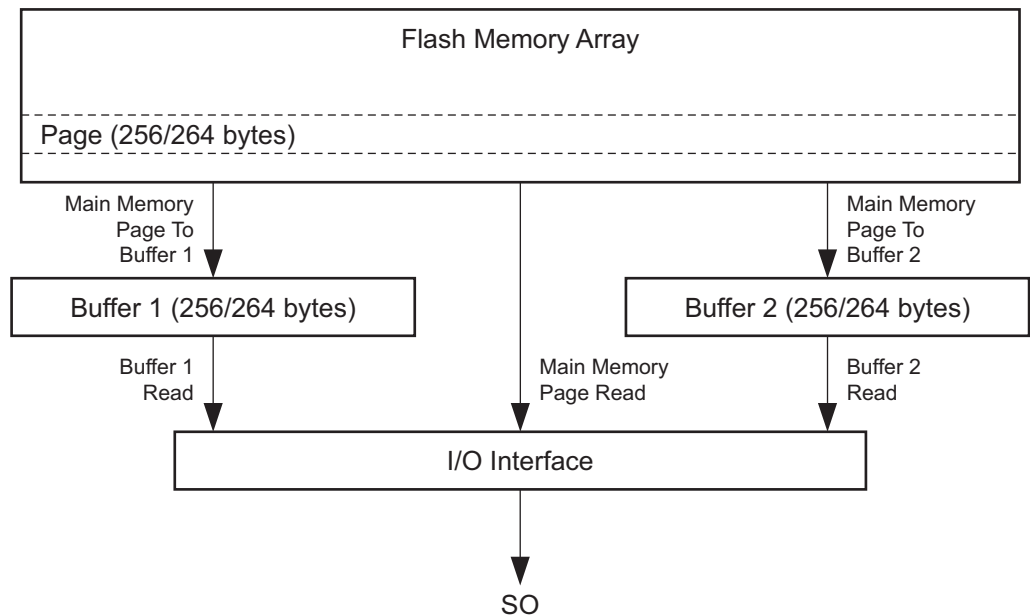 Flash Memory Array
Page (256/264 bytes)
Main Memory
Page To
Buffer 1
Main Memory
Page To
Buffer 2
Buffer 1 (256/264 bytes)
Buffer 2 (256/264 bytes)
Buffer 1
Read
Main Memory
Page Read
Buffer 2
Read
I/O Interface
SO